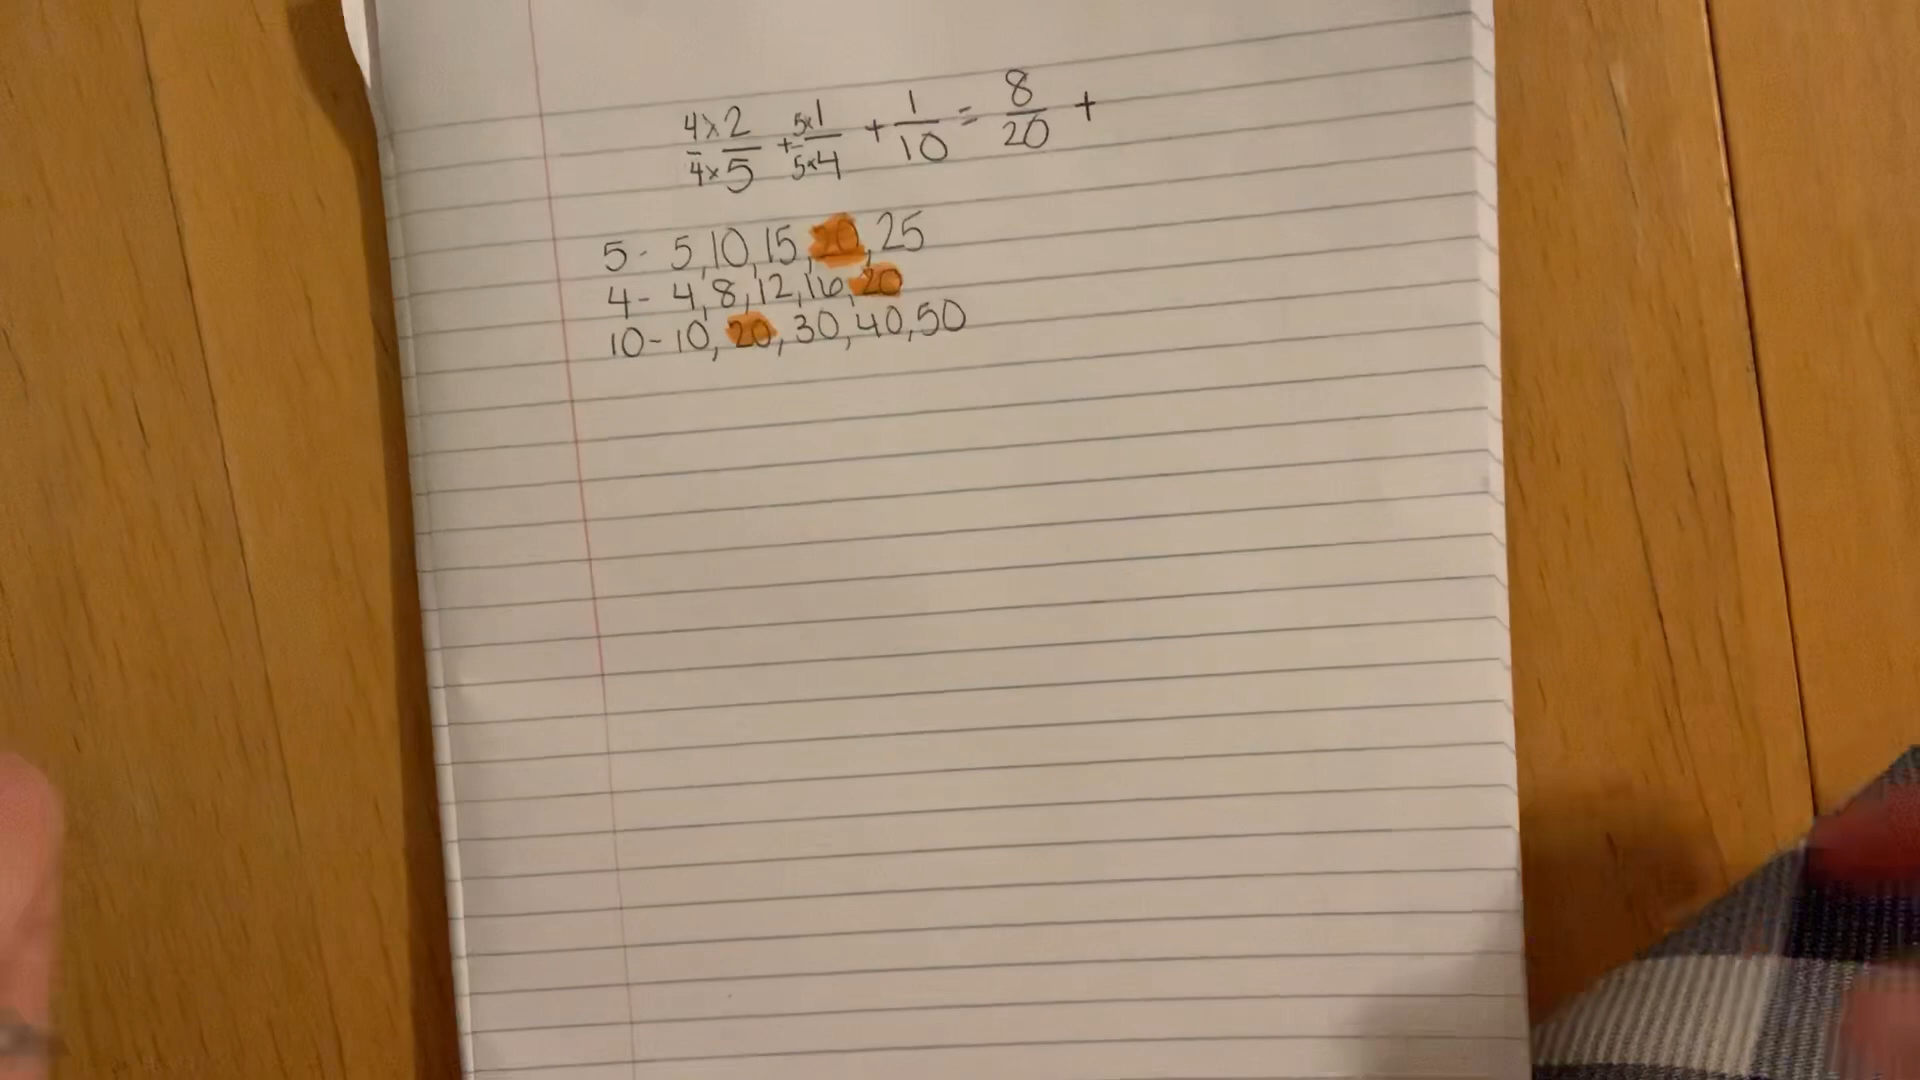 4/4 × 2/5 + 5×1/5×4 + 1/10 = 8/20 +
5 - 5, 10, 15, 20, 25
4 - 4, 8, 12, 16, 20
10 - 10, 20, 30, 40, 50